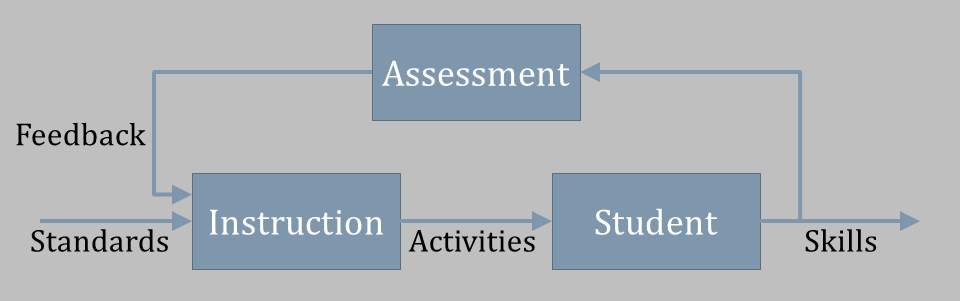 Assessment
Feedback
Instruction
Student
Standards
Activities
Skills